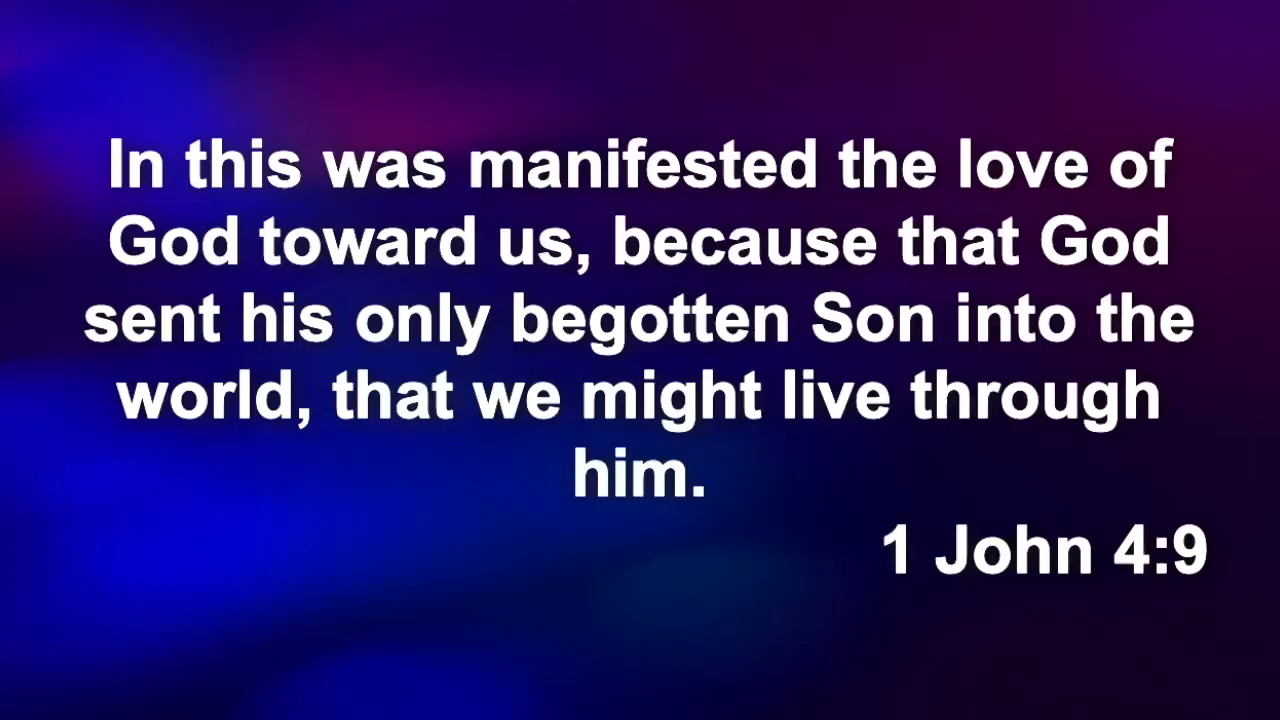 In this was manifested the love of
God toward us, because that God
sent his only begotten Son into the
world, that we might live through
him.
1 John 4:9